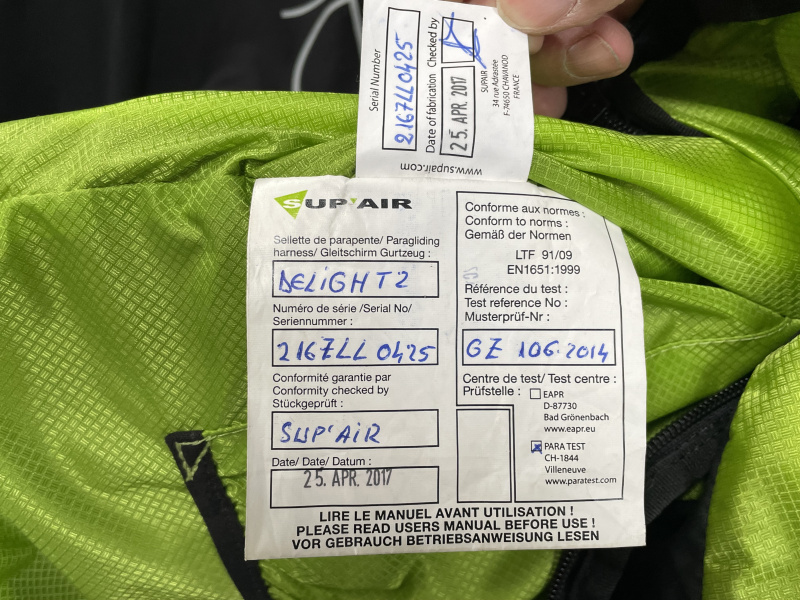 Serial Number
2167LL0425
Date of fabrication
Checked by
25. APR. 2017
SUPAIR
34 rue Adrastée
F-74650 CHAVANOD
FRANCE
www.supair.com
SUP'AIR
Sellette de parapente/ Paragliding
harness/ Gleitschirm Gurtzeug :
DELIGHT2
Numéro de série /Serial No/
Seriennummer :
2167LL 0425
Conformité garantie par
Conformity checked by
Stückgeprüft :
SUP'AIR
Date/ Date/ Datum :
25. APR. 2017
Conforme aux normes :
Conform to norms :
Gemäß der Normen
LTF 91/09
EN1651:1999
Référence du test :
Test reference No :
Musterprüf-Nr :
GZ 106.2014
Centre de test/ Test centre :
Prüfstelle :
EAPR
D-87730
Bad Grönenbach
www.eapr.eu
PARA TEST
CH-1844
Villeneuve
www.paratest.com
LIRE LE MANUEL AVANT UTILISATION !
PLEASE READ USERS MANUAL BEFORE USE !
VOR GEBRAUCH BETRIEBSANWEISUNG LESEN